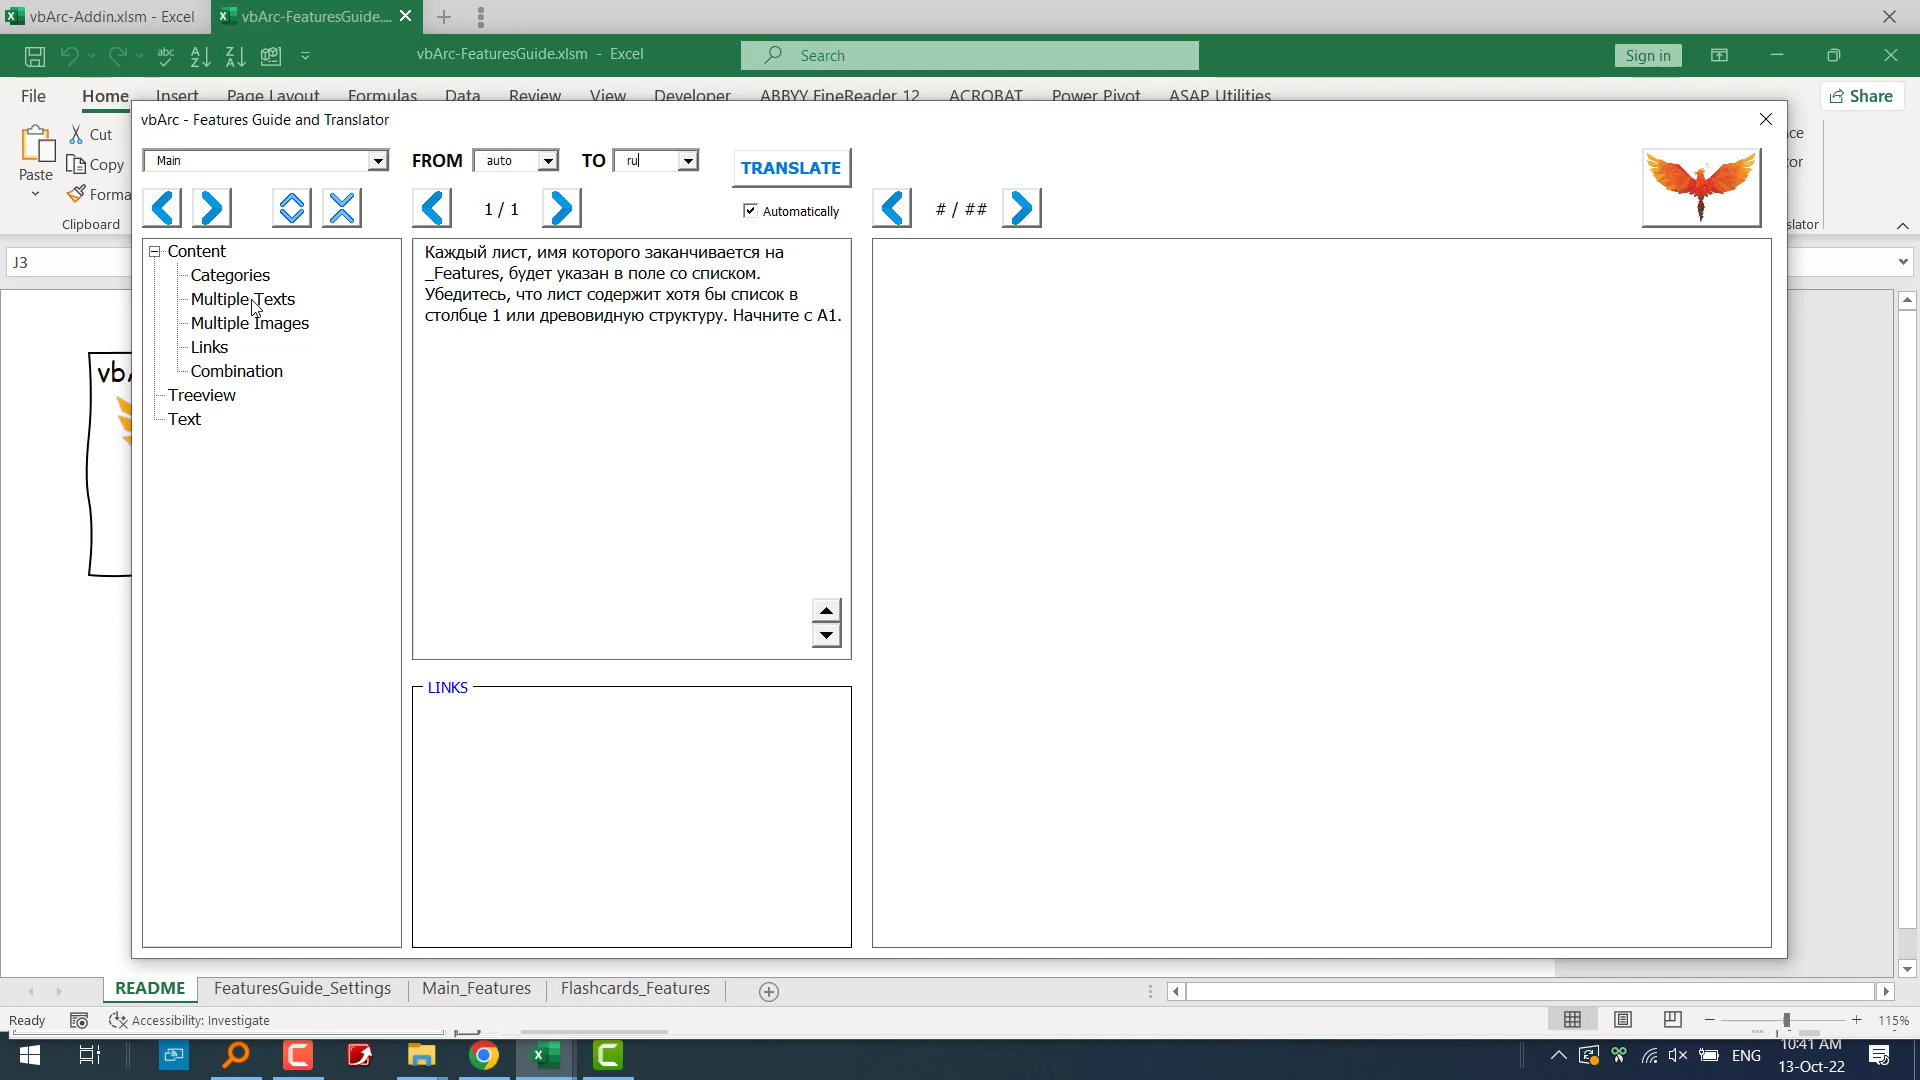 vbArc-Addin.xlsm - Excel
vbArc-FeaturesGuide....
vbArc-FeaturesGuide.xlsm - Excel
Search
Sign in
File Home Insert Page Layout Formulas Data Review View Developer ABBYY FineReader 12 ACROBAT Power Pivot ASAP Utilities
Share
Paste
Cut
Copy
Forma
Clipboard
vbArc - Features Guide and Translator
Main
FROM auto TO ru
TRANSLATE
Automatically
1 / 1
# / ##
J3
Content
Categories
Multiple Texts
Multiple Images
Links
Combination
Treeview
Text
Каждый лист, имя которого заканчивается на
_Features, будет указан в поле со списком.
Убедитесь, что лист содержит хотя бы список в
столбце 1 или древовидную структуру. Начните с A1.
LINKS
README FeaturesGuide_Settings Main_Features Flashcards_Features
Ready
Accessibility: Investigate
115%
ENG
10:41 AM
13-Oct-22